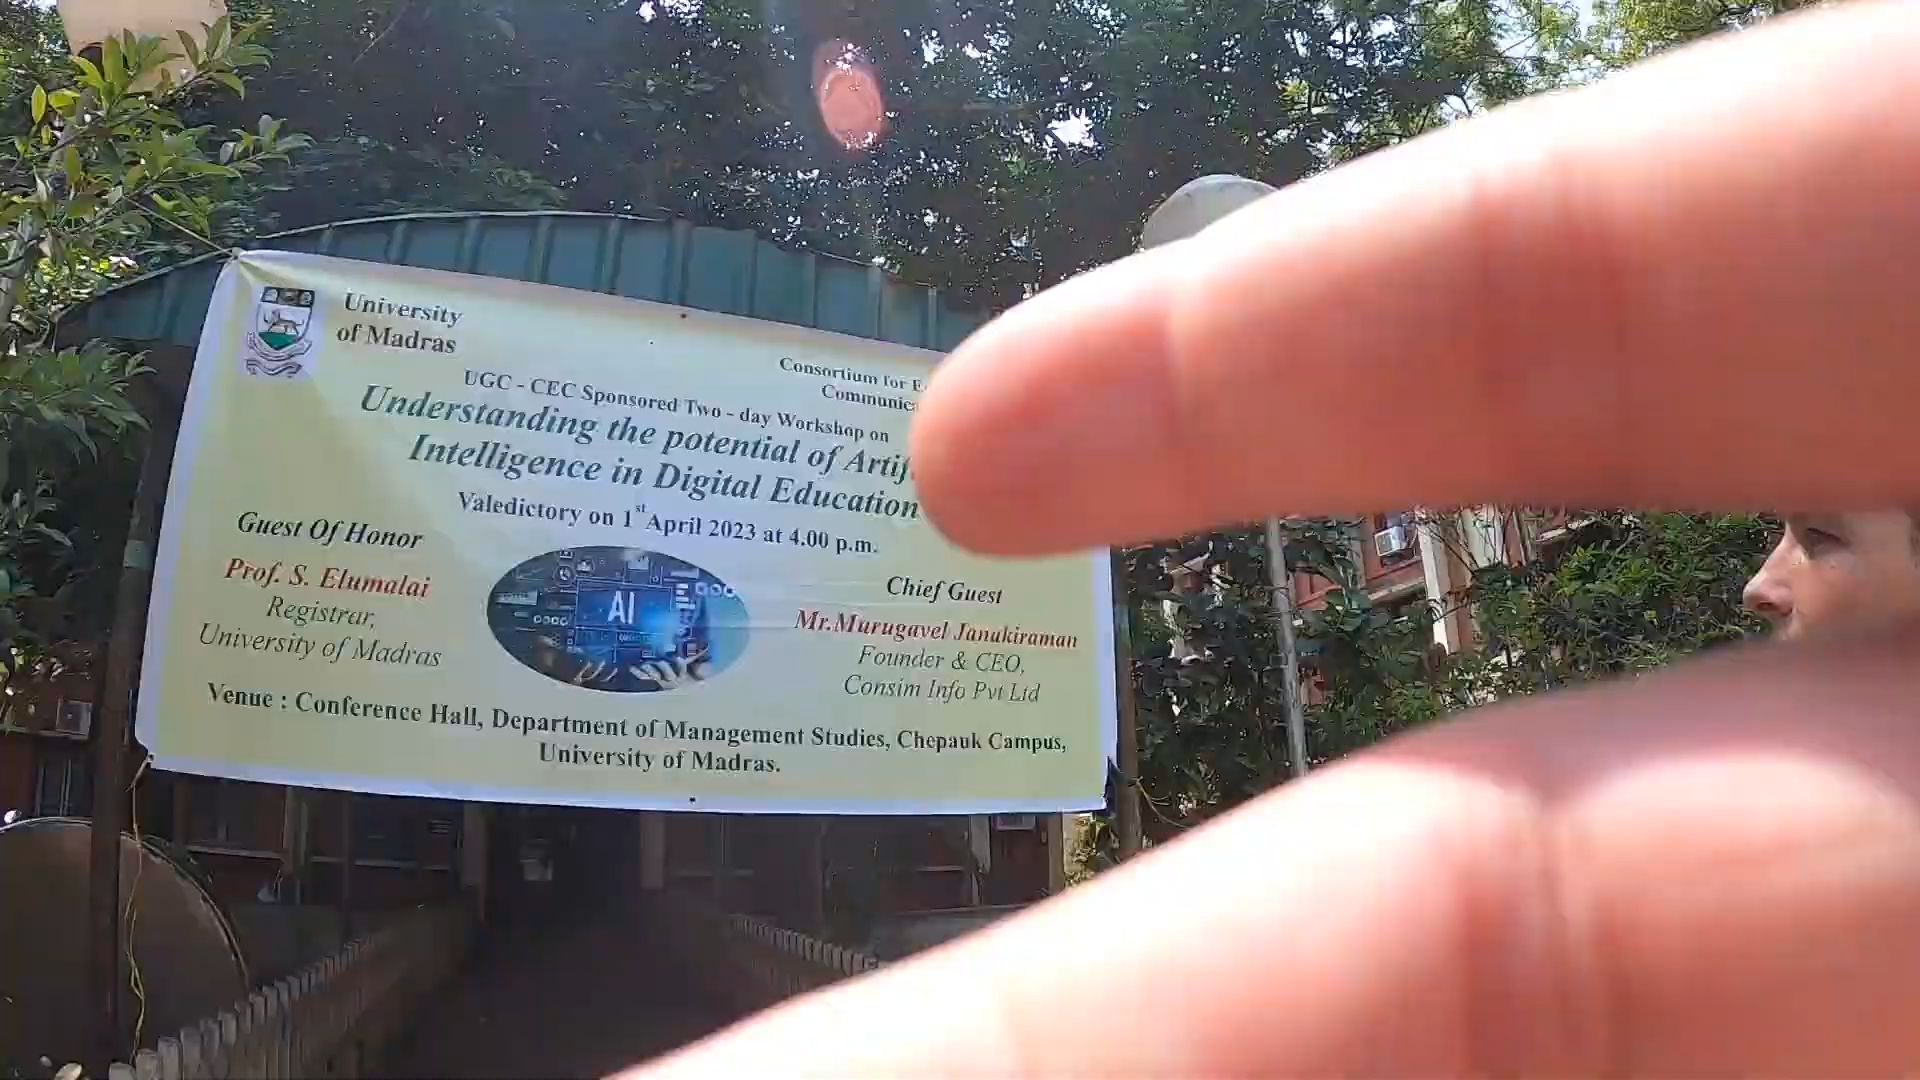 University
of Madras
Consortium for
Communica
UGC - CEC Sponsored Two - day Workshop on
Understanding the potential of Artif
Intelligence in Digital Education
Valedictory on 1st April 2023 at 4.00 p.m.
Guest Of Honor
Prof. S. Elumalai
Registrar,
University of Madras
AI
Chief Guest
Mr.Murugavel Janakiraman
Founder & CEO,
Consim Info Pvt Ltd
Venue : Conference Hall, Department of Management Studies, Chepauk Campus,
University of Madras.